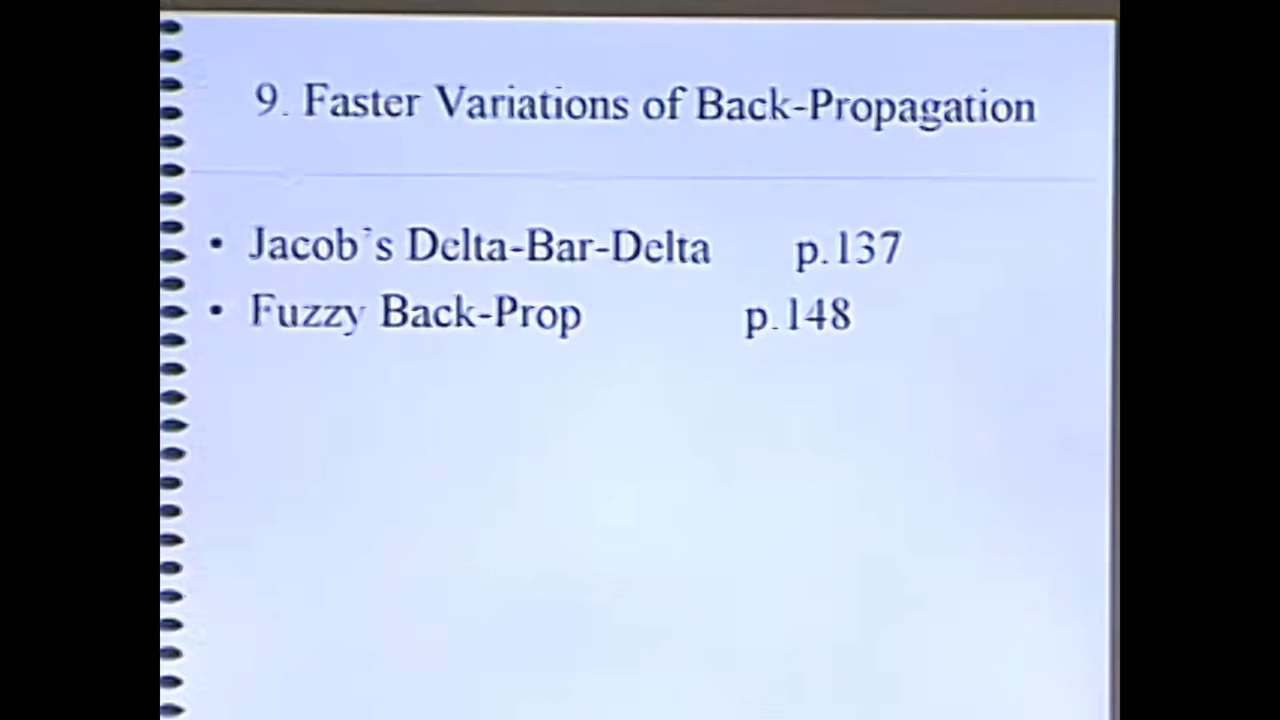 9. Faster Variations of Back-Propagation
• Jacob's Delta-Bar-Delta p.137
• Fuzzy Back-Prop p.148